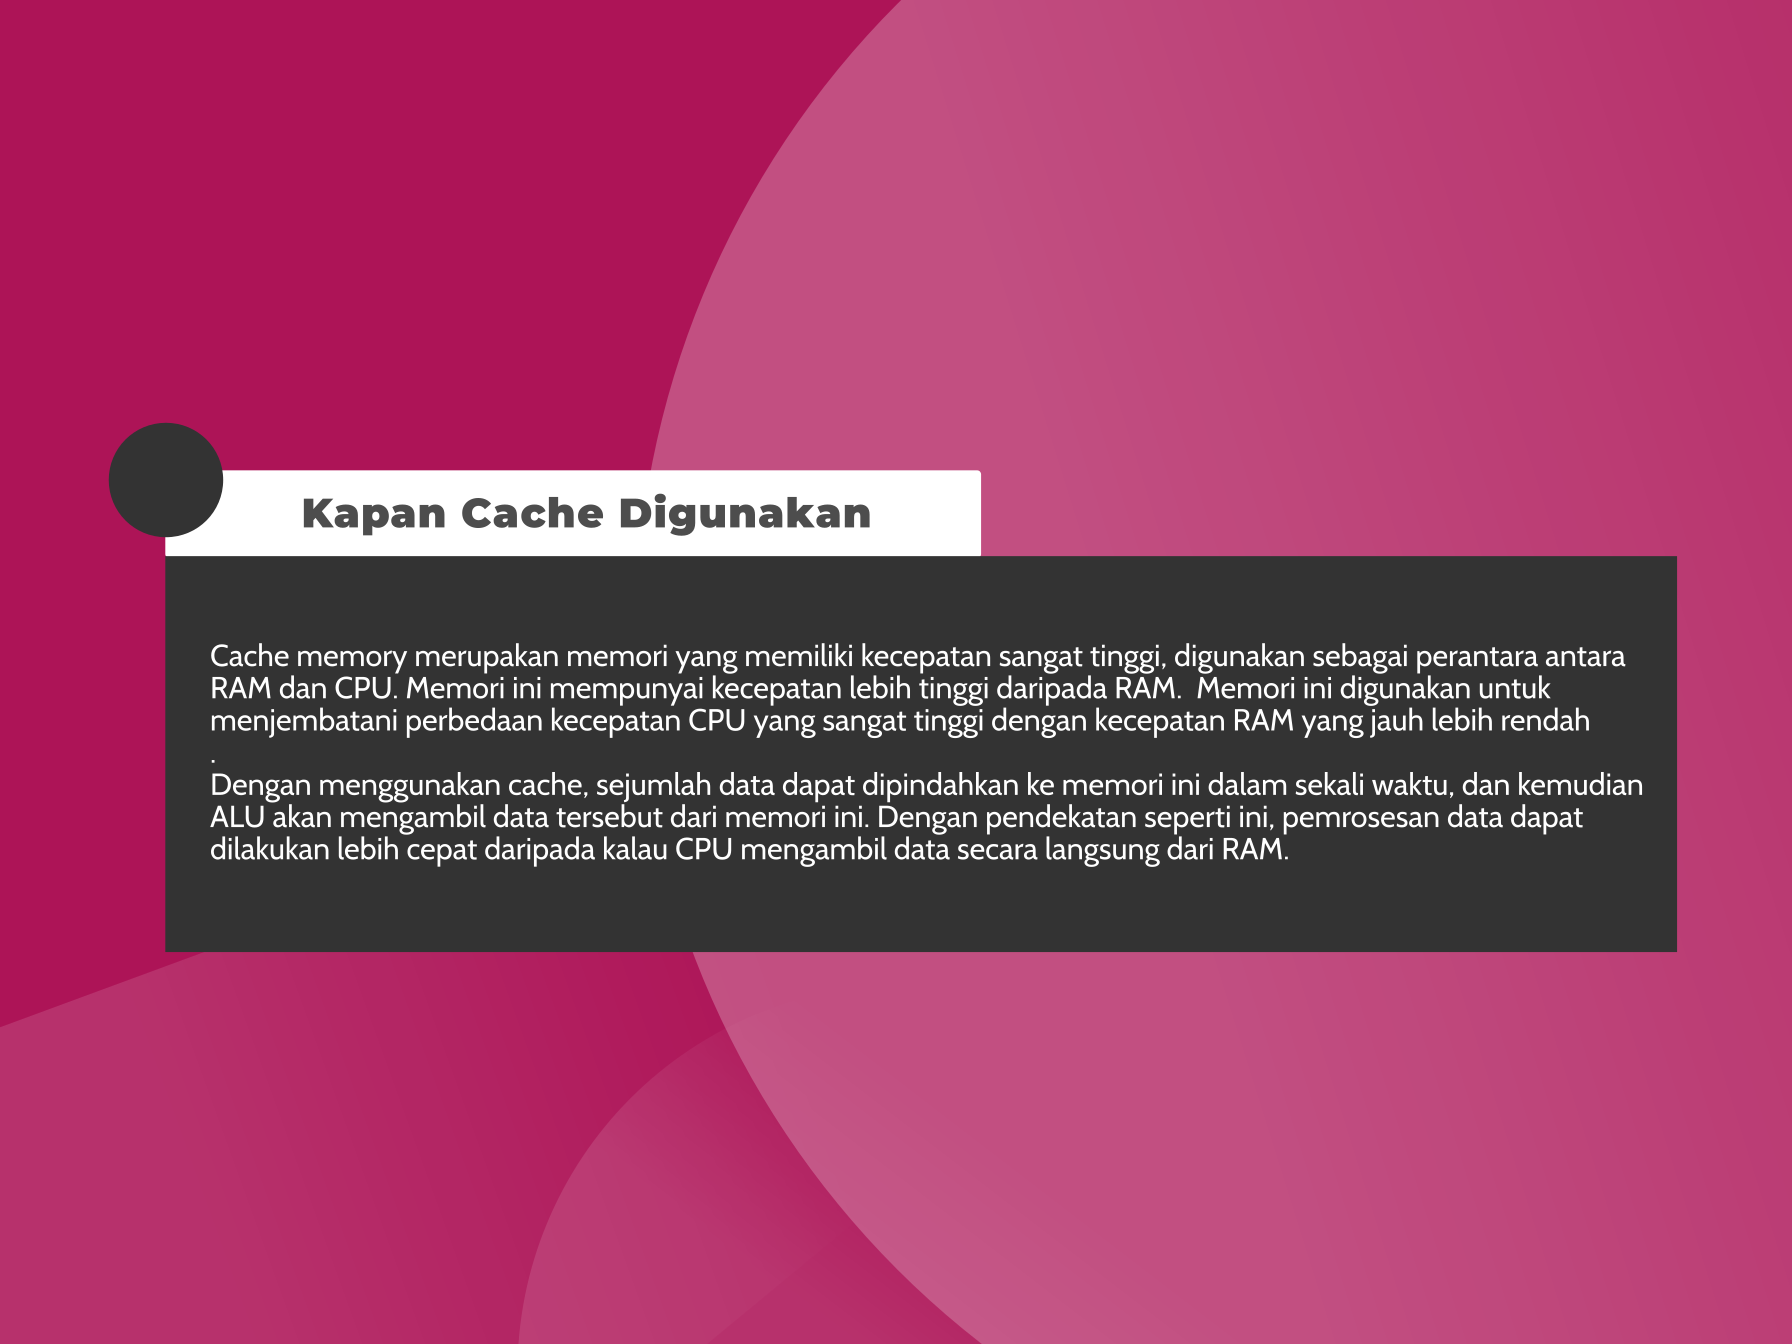 Kapan Cache Digunakan
Cache memory merupakan memori yang memiliki kecepatan sangat tinggi, digunakan sebagai perantara antara
RAM dan CPU. Memori ini mempunyai kecepatan lebih tinggi daripada RAM.  Memori ini digunakan untuk
menjembatani perbedaan kecepatan CPU yang sangat tinggi dengan kecepatan RAM yang jauh lebih rendah
.
Dengan menggunakan cache, sejumlah data dapat dipindahkan ke memori ini dalam sekali waktu, dan kemudian
ALU akan mengambil data tersebut dari memori ini. Dengan pendekatan seperti ini, pemrosesan data dapat
dilakukan lebih cepat daripada kalau CPU mengambil data secara langsung dari RAM.